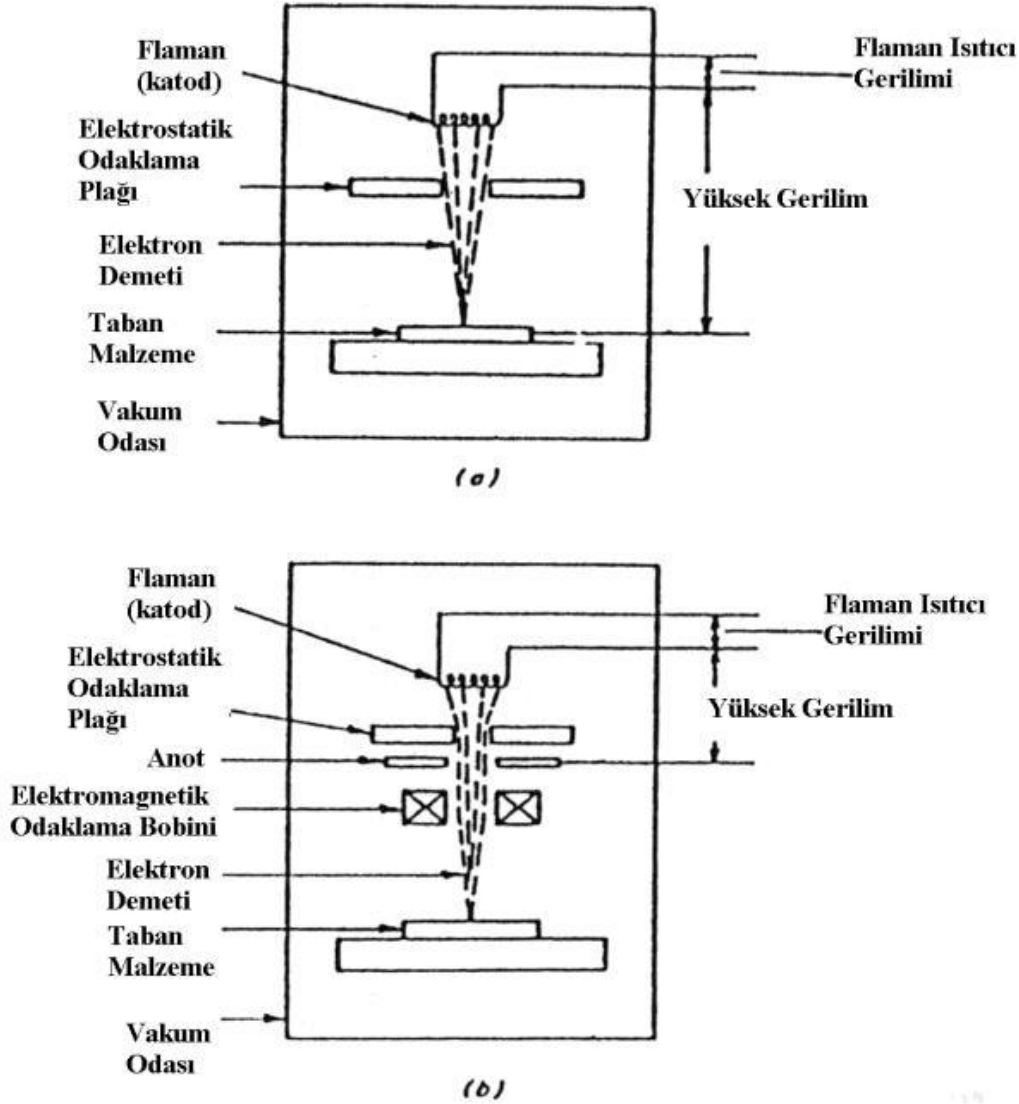 Flaman
(katod)
Flaman Isıtıcı
Gerilimi
Elektrostatik
Odaklama
Plağı
Yüksek Gerilim
Elektron
Demeti
Taban
Malzeme
Vakum
Odası
(a)
Flaman
(katod)
Flaman Isıtıcı
Gerilimi
Elektrostatik
Odaklama
Plağı
Yüksek Gerilim
Anot
Elektromagnetik
Odaklama Bobini
Elektron
Demeti
Taban
Malzeme
Vakum
Odası
(b)